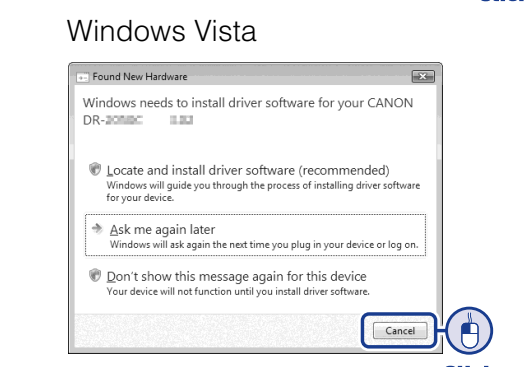 Windows Vista
Found New Hardware
Windows needs to install driver software for your CANON
DR-
Locate and install driver software (recommended)
Windows will guide you through the process of installing driver software
for your device.
Ask me again later
Windows will ask again the next time you plug in your device or log on.
Don't show this message again for this device
Your device will not function until you install driver software.
Cancel